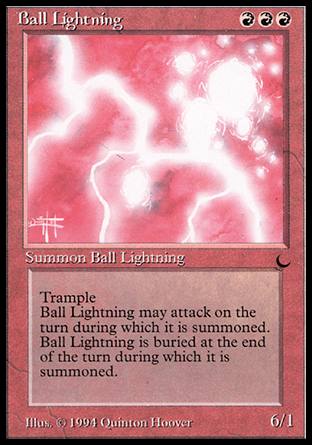 Ball Lightning
Summon Ball Lightning
Trample
Ball Lightning may attack on the
turn during which it is summoned.
Ball Lightning is buried at the end
of the turn during which it is
summoned.
Illus. © 1994 Quinton Hoover
6/1